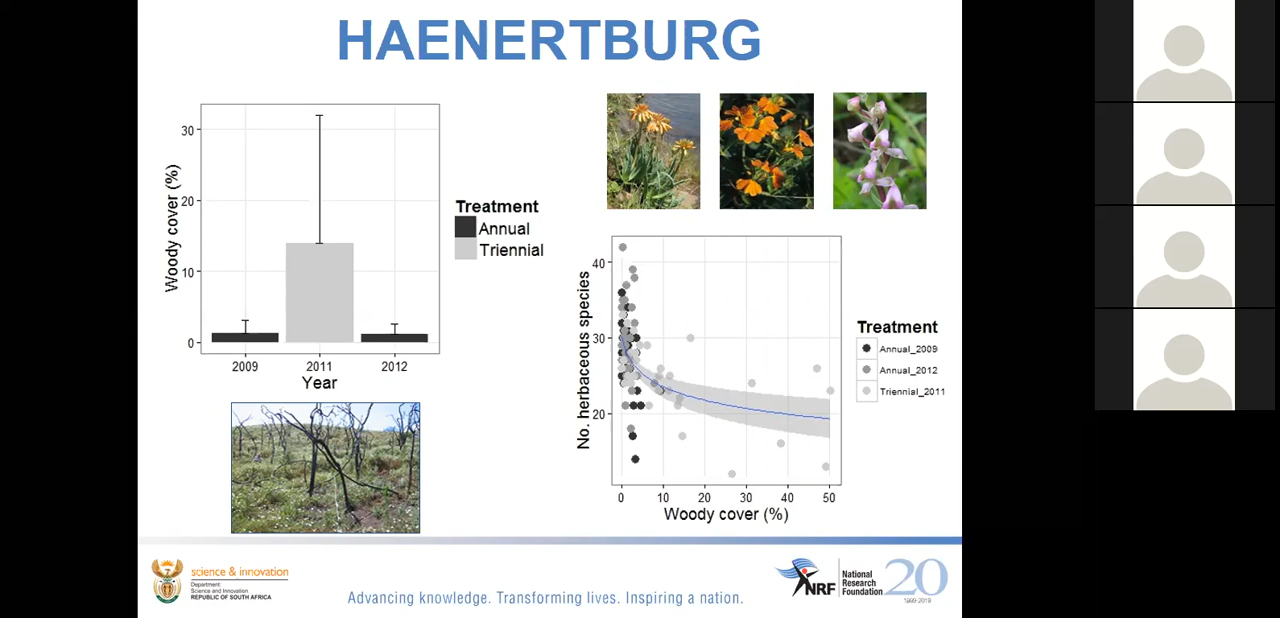 HAENERTBURG
30
20
10
0
Woody cover (%)
2009
2011
2012
Year
Treatment
Annual
Triennial
40
30
20
No. herbaceous species
0
10
20
30
40
50
Woody cover (%)
Treatment
Annual_2009
Annual_2012
Triennial_2011
science & innovation
Department:
Science and Innovation
REPUBLIC OF SOUTH AFRICA
Advancing knowledge. Transforming lives. Inspiring a nation.
NRF
National
Research
Foundation
20
1999-2019